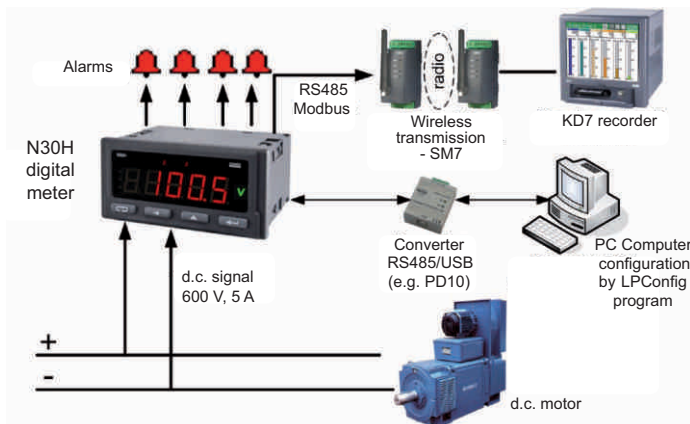 Alarms
RS485
Modbus
radio
Wireless
transmission
- SM7
KD7 recorder
N30H
digital
meter
100.5 V
Converter
RS485/USB
(e.g. PD10)
PC Computer
configuration
by LPConfig
program
d.c. signal
600 V, 5 A
+
-
d.c. motor